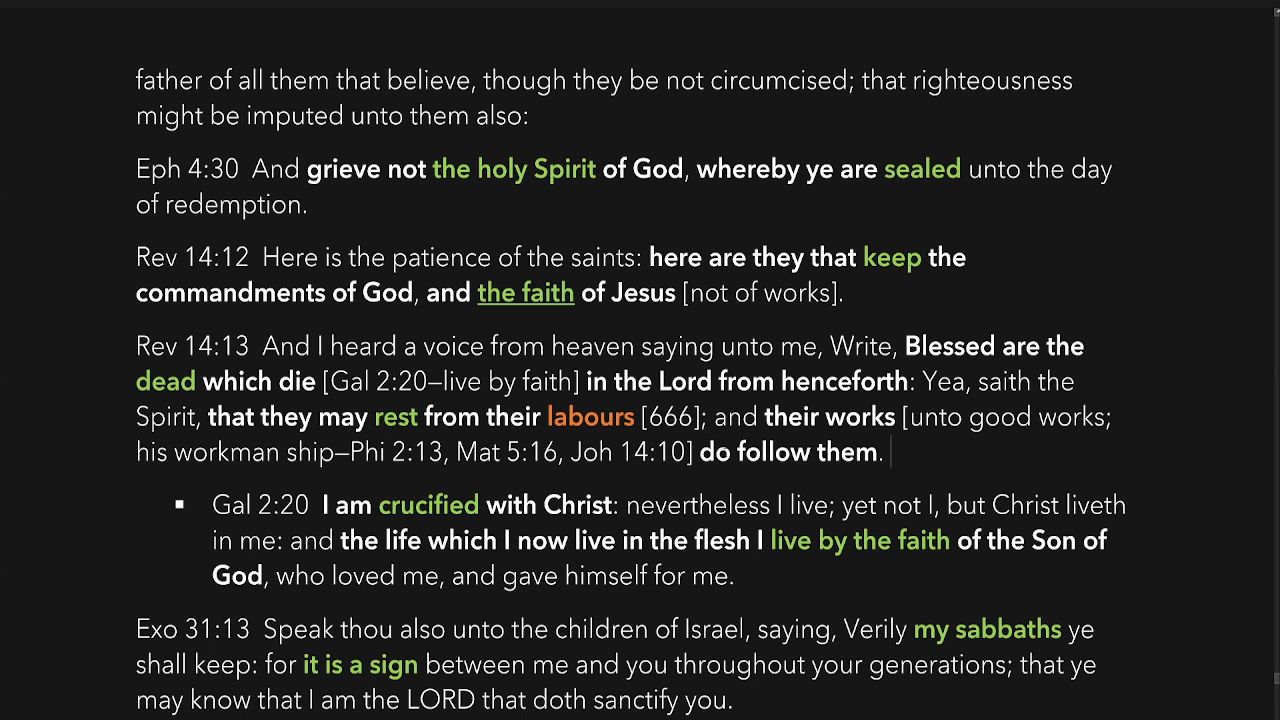 father of all them that believe, though they be not circumcised; that righteousness
might be imputed unto them also:
Eph 4:30  And grieve not the holy Spirit of God, whereby ye are sealed unto the day
of redemption.
Rev 14:12  Here is the patience of the saints: here are they that keep the
commandments of God, and the faith of Jesus [not of works].
Rev 14:13  And I heard a voice from heaven saying unto me, Write, Blessed are the
dead which die [Gal 2:20—live by faith] in the Lord from henceforth: Yea, saith the
Spirit, that they may rest from their labours [666]; and their works [unto good works;
his workman ship—Phi 2:13, Mat 5:16, Joh 14:10] do follow them.
▪ Gal 2:20  I am crucified with Christ: nevertheless I live; yet not I, but Christ liveth
in me: and the life which I now live in the flesh I live by the faith of the Son of
God, who loved me, and gave himself for me.
Exo 31:13  Speak thou also unto the children of Israel, saying, Verily my sabbaths ye
shall keep: for it is a sign between me and you throughout your generations; that ye
may know that I am the LORD that doth sanctify you.